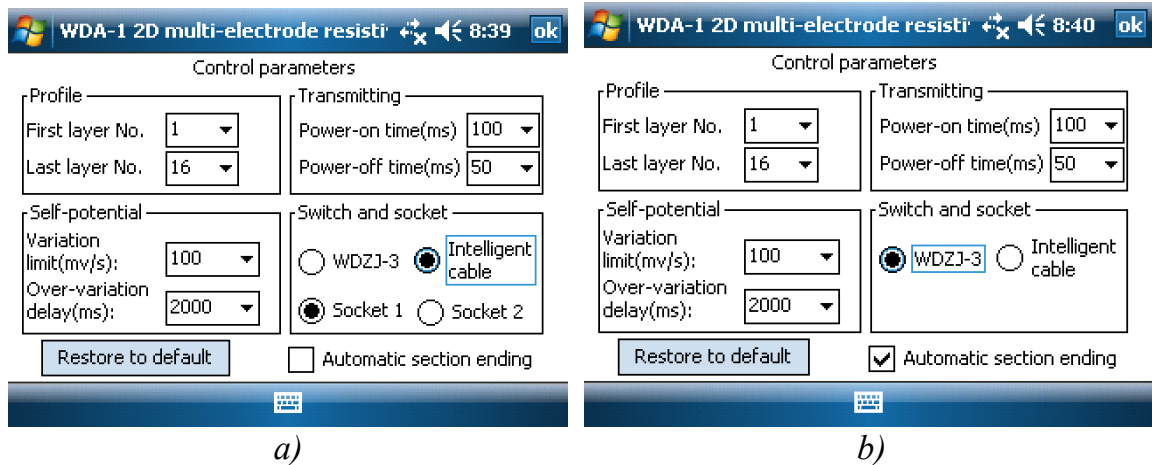 WDA-1 2D multi-electrode resisti 8:39 ok
Control parameters
Profile
First layer No. 1
Last layer No. 16
Transmitting
Power-on time(ms) 100
Power-off time(ms) 50
Self-potential
Variation
limit(mv/s): 100
Over-variation
delay(ms): 2000
Switch and socket
WDZJ-3 Intelligent
cable
Socket 1 Socket 2
Restore to default
Automatic section ending
a)
WDA-1 2D multi-electrode resisti 8:40 ok
Control parameters
Profile
First layer No. 1
Last layer No. 16
Transmitting
Power-on time(ms) 100
Power-off time(ms) 50
Self-potential
Variation
limit(mv/s): 100
Over-variation
delay(ms): 2000
Switch and socket
WDZJ-3 Intelligent
cable
Restore to default
Automatic section ending
b)